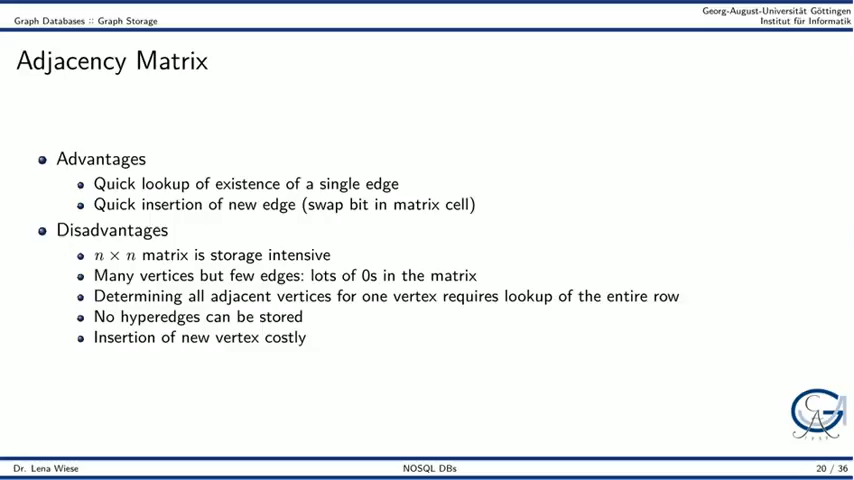 Georg-August-Universität Göttingen
Graph Databases :: Graph Storage
Institut für Informatik
Adjacency Matrix
Advantages
Quick lookup of existence of a single edge
Quick insertion of new edge (swap bit in matrix cell)
Disadvantages
n × n matrix is storage intensive
Many vertices but few edges: lots of 0s in the matrix
Determining all adjacent vertices for one vertex requires lookup of the entire row
No hyperedges can be stored
Insertion of new vertex costly
Dr. Lena Wiese
NOSQL DBs
20 / 36